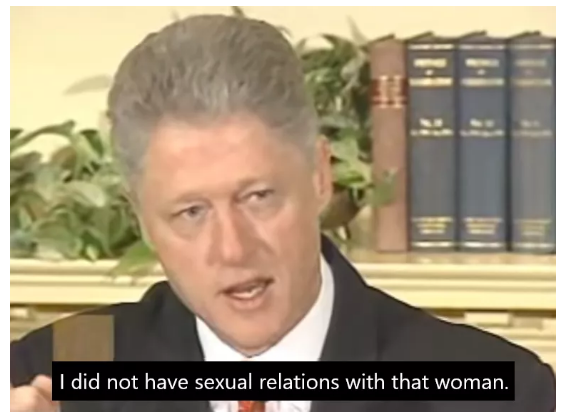 I did not have sexual relations with that woman.